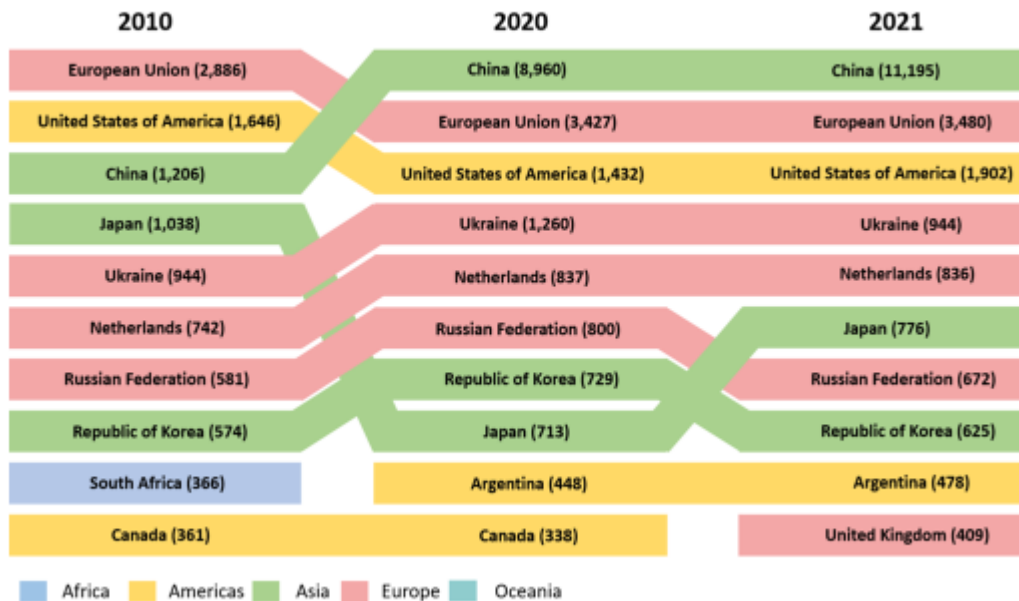 2010 2020 2021
European Union (2,886) China (8,960) China (11,195)
United States of America (1,646) European Union (3,427) European Union (3,480)
China (1,206) United States of America (1,432) United States of America (1,902)
Japan (1,038) Ukraine (1,260) Ukraine (944)
Ukraine (944) Netherlands (837) Netherlands (836)
Netherlands (742) Russian Federation (800) Japan (776)
Russian Federation (581) Republic of Korea (729) Russian Federation (672)
Republic of Korea (574) Japan (713) Republic of Korea (625)
South Africa (366) Argentina (448) Argentina (478)
Canada (361) Canada (338) United Kingdom (409)
Africa Americas Asia Europe Oceania